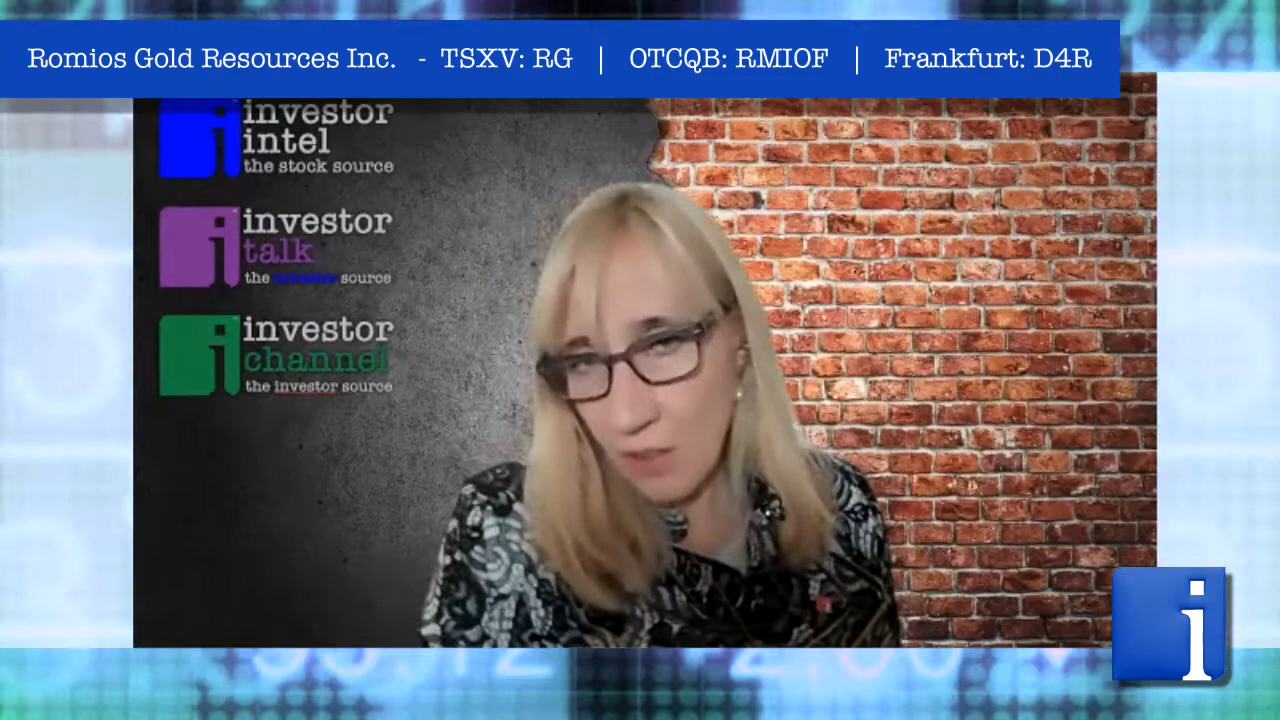 Romios Gold Resources Inc. - TSXV: RG | OTCQB: RMIOF | Frankfurt: D4R
i investor
intel
the stock source
i investor
talk
the investor source
i investor
channel
the investor source
i